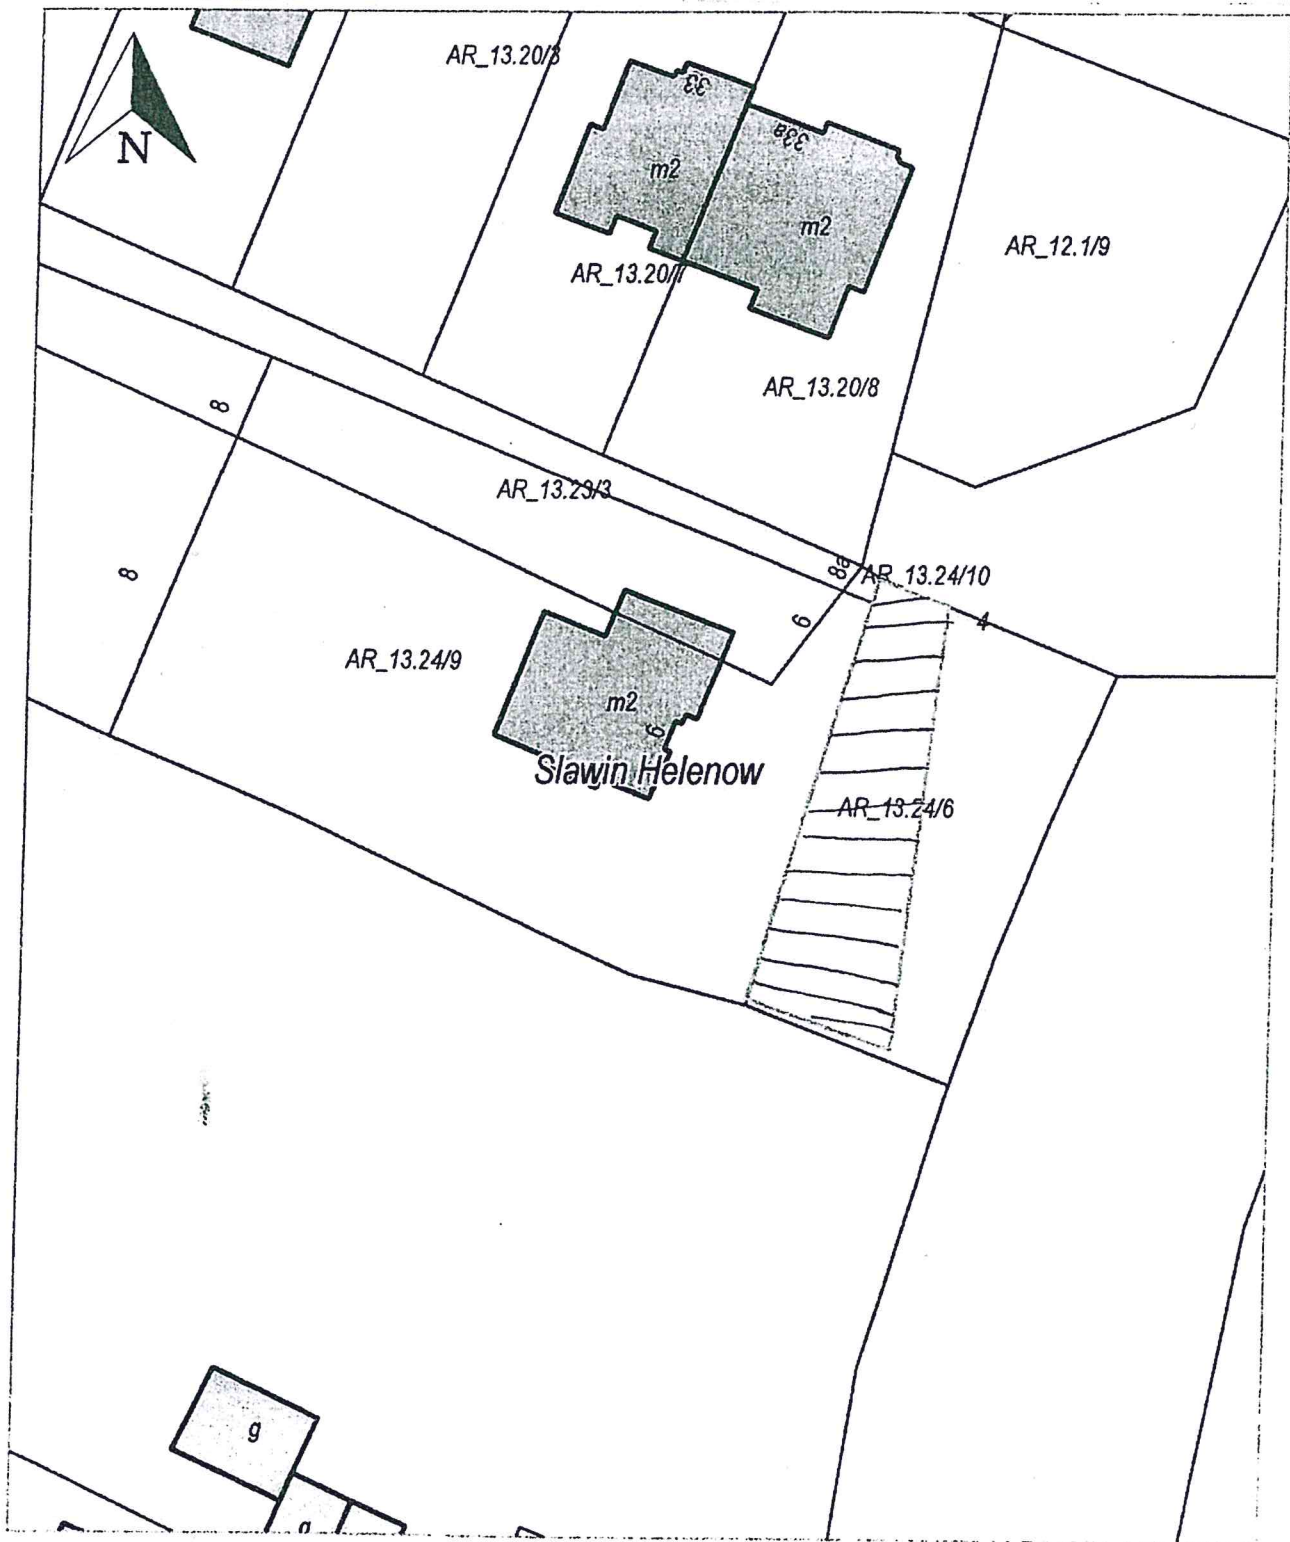 AR_13.20/3
33
N
33a
m2
m2
AR_12.1/9
AR_13.20/7
AR_13.20/8
8
AR_13.23/3
8a
AR_13.24/10
8
6
4
AR_13.24/9
m2
6
Slawin Helenow
AR_13.24/6
g
g